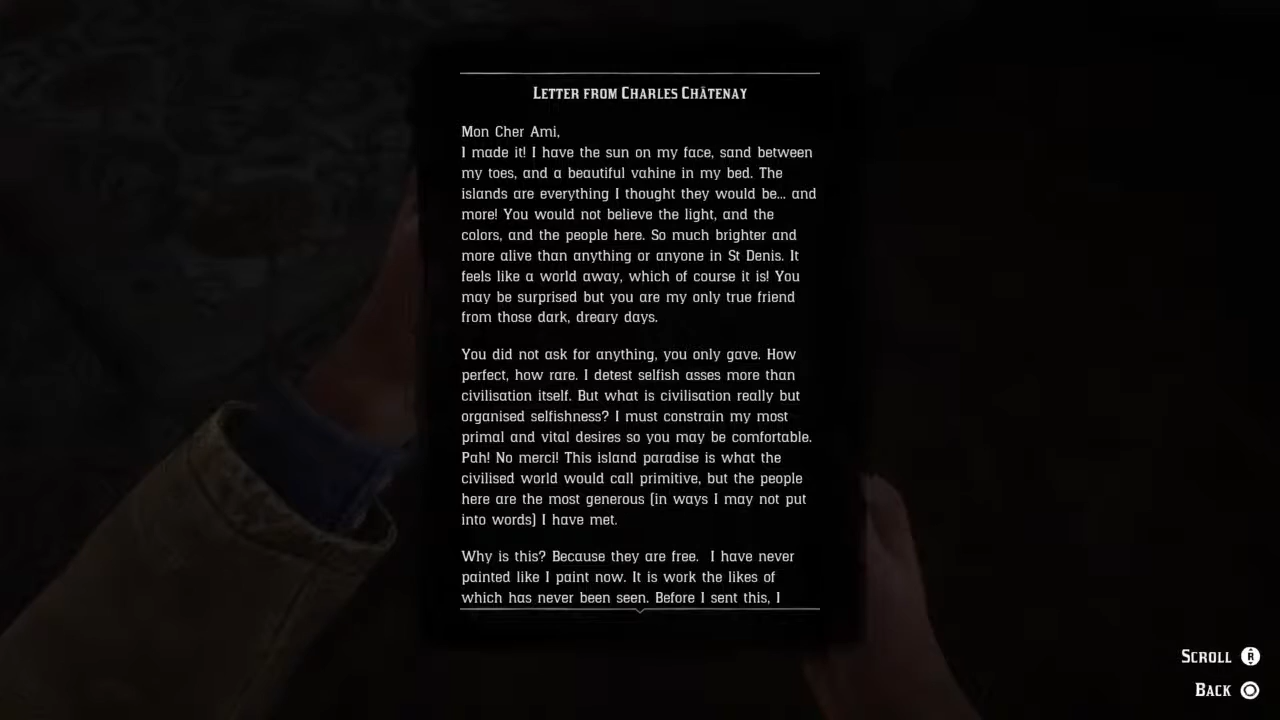 Letter from Charles Châtenay
Mon Cher Ami,
I made it! I have the sun on my face, sand between
my toes, and a beautiful vahine in my bed. The
islands are everything I thought they would be... and
more! You would not believe the light, and the
colors, and the people here. So much brighter and
more alive than anything or anyone in St Denis. It
feels like a world away, which of course it is! You
may be surprised but you are my only true friend
from those dark, dreary days.
You did not ask for anything, you only gave. How
perfect, how rare. I detest selfish asses more than
civilisation itself. But what is civilisation really but
organised selfishness? I must constrain my most
primal and vital desires so you may be comfortable.
Pah! No merci! This island paradise is what the
civilised world would call primitive, but the people
here are the most generous (in ways I may not put
into words) I have met.
Why is this? Because they are free.  I have never
painted like I paint now. It is work the likes of
which has never been seen. Before I sent this, I
Scroll R
Back